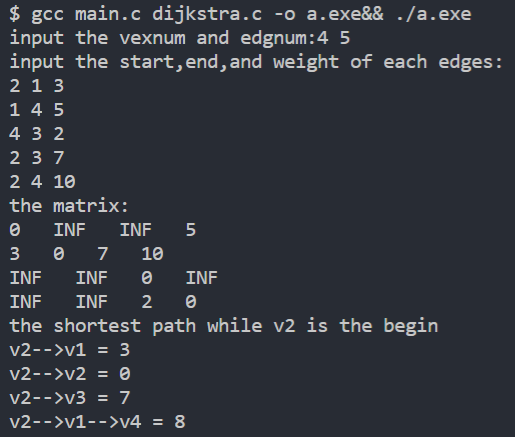 $ gcc main.c dijkstra.c -o a.exe&& ./a.exe
input the vexnum and edgnum:4 5
input the start,end,and weight of each edges:
2 1 3
1 4 5
4 3 2
2 3 7
2 4 10
the matrix:
0   INF   INF   5
3   0   7   10
INF   INF   0   INF
INF   INF   2   0
the shortest path while v2 is the begin
v2-->v1 = 3
v2-->v2 = 0
v2-->v3 = 7
v2-->v1-->v4 = 8